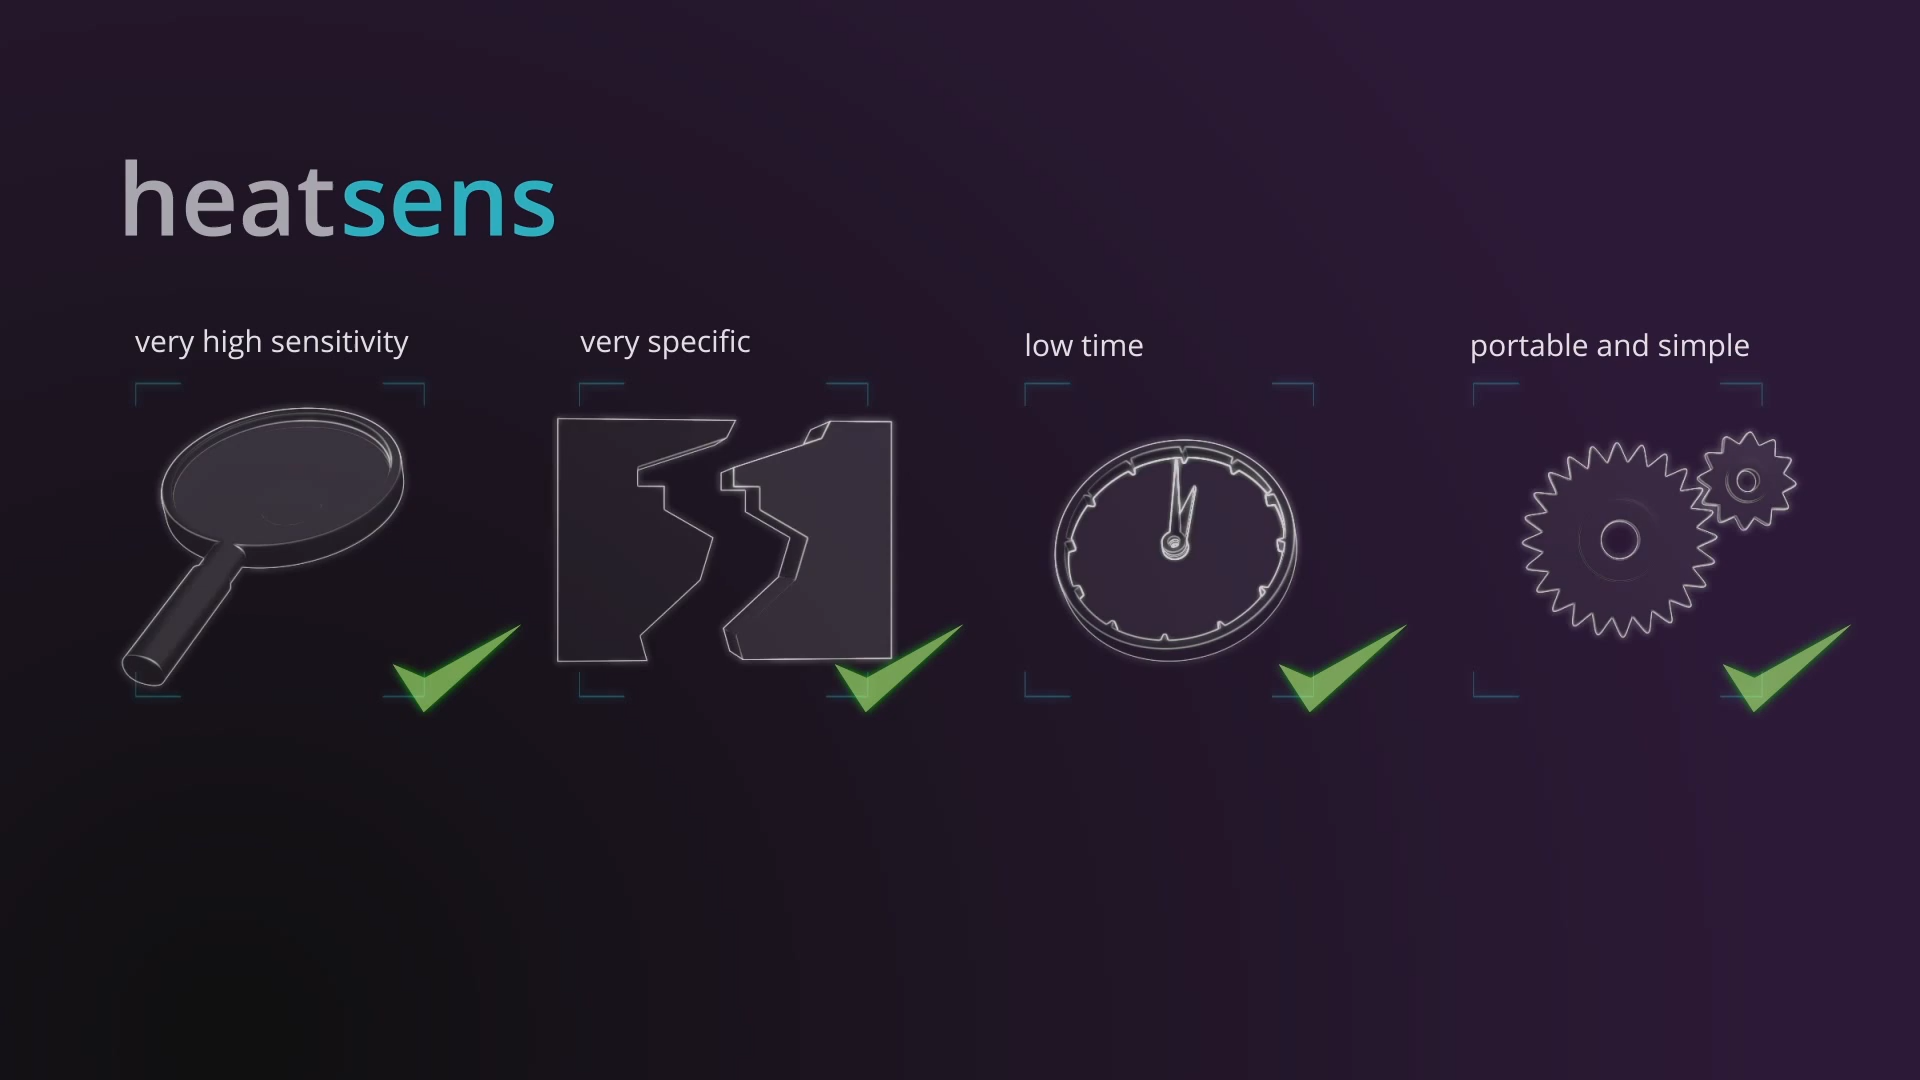 heatsens
very high sensitivity
very specific
low time
portable and simple